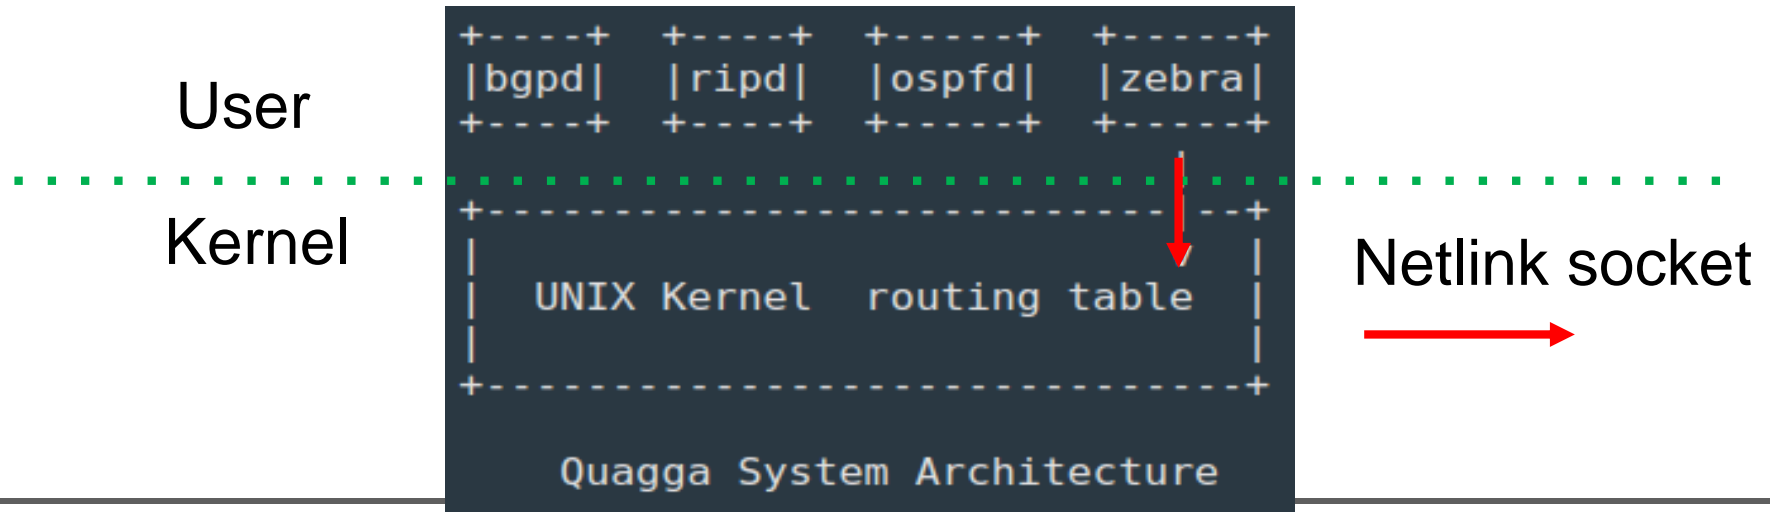 +----+  +----+  +-----+  +-----+
User |bgpd|  |ripd|  |ospfd|  |zebra|
+----+  +----+  +-----+  +-----+
Kernel
+---------------------------|--+
UNIX Kernel  routing table
Netlink socket
+------------------------------+
Quagga System Architecture